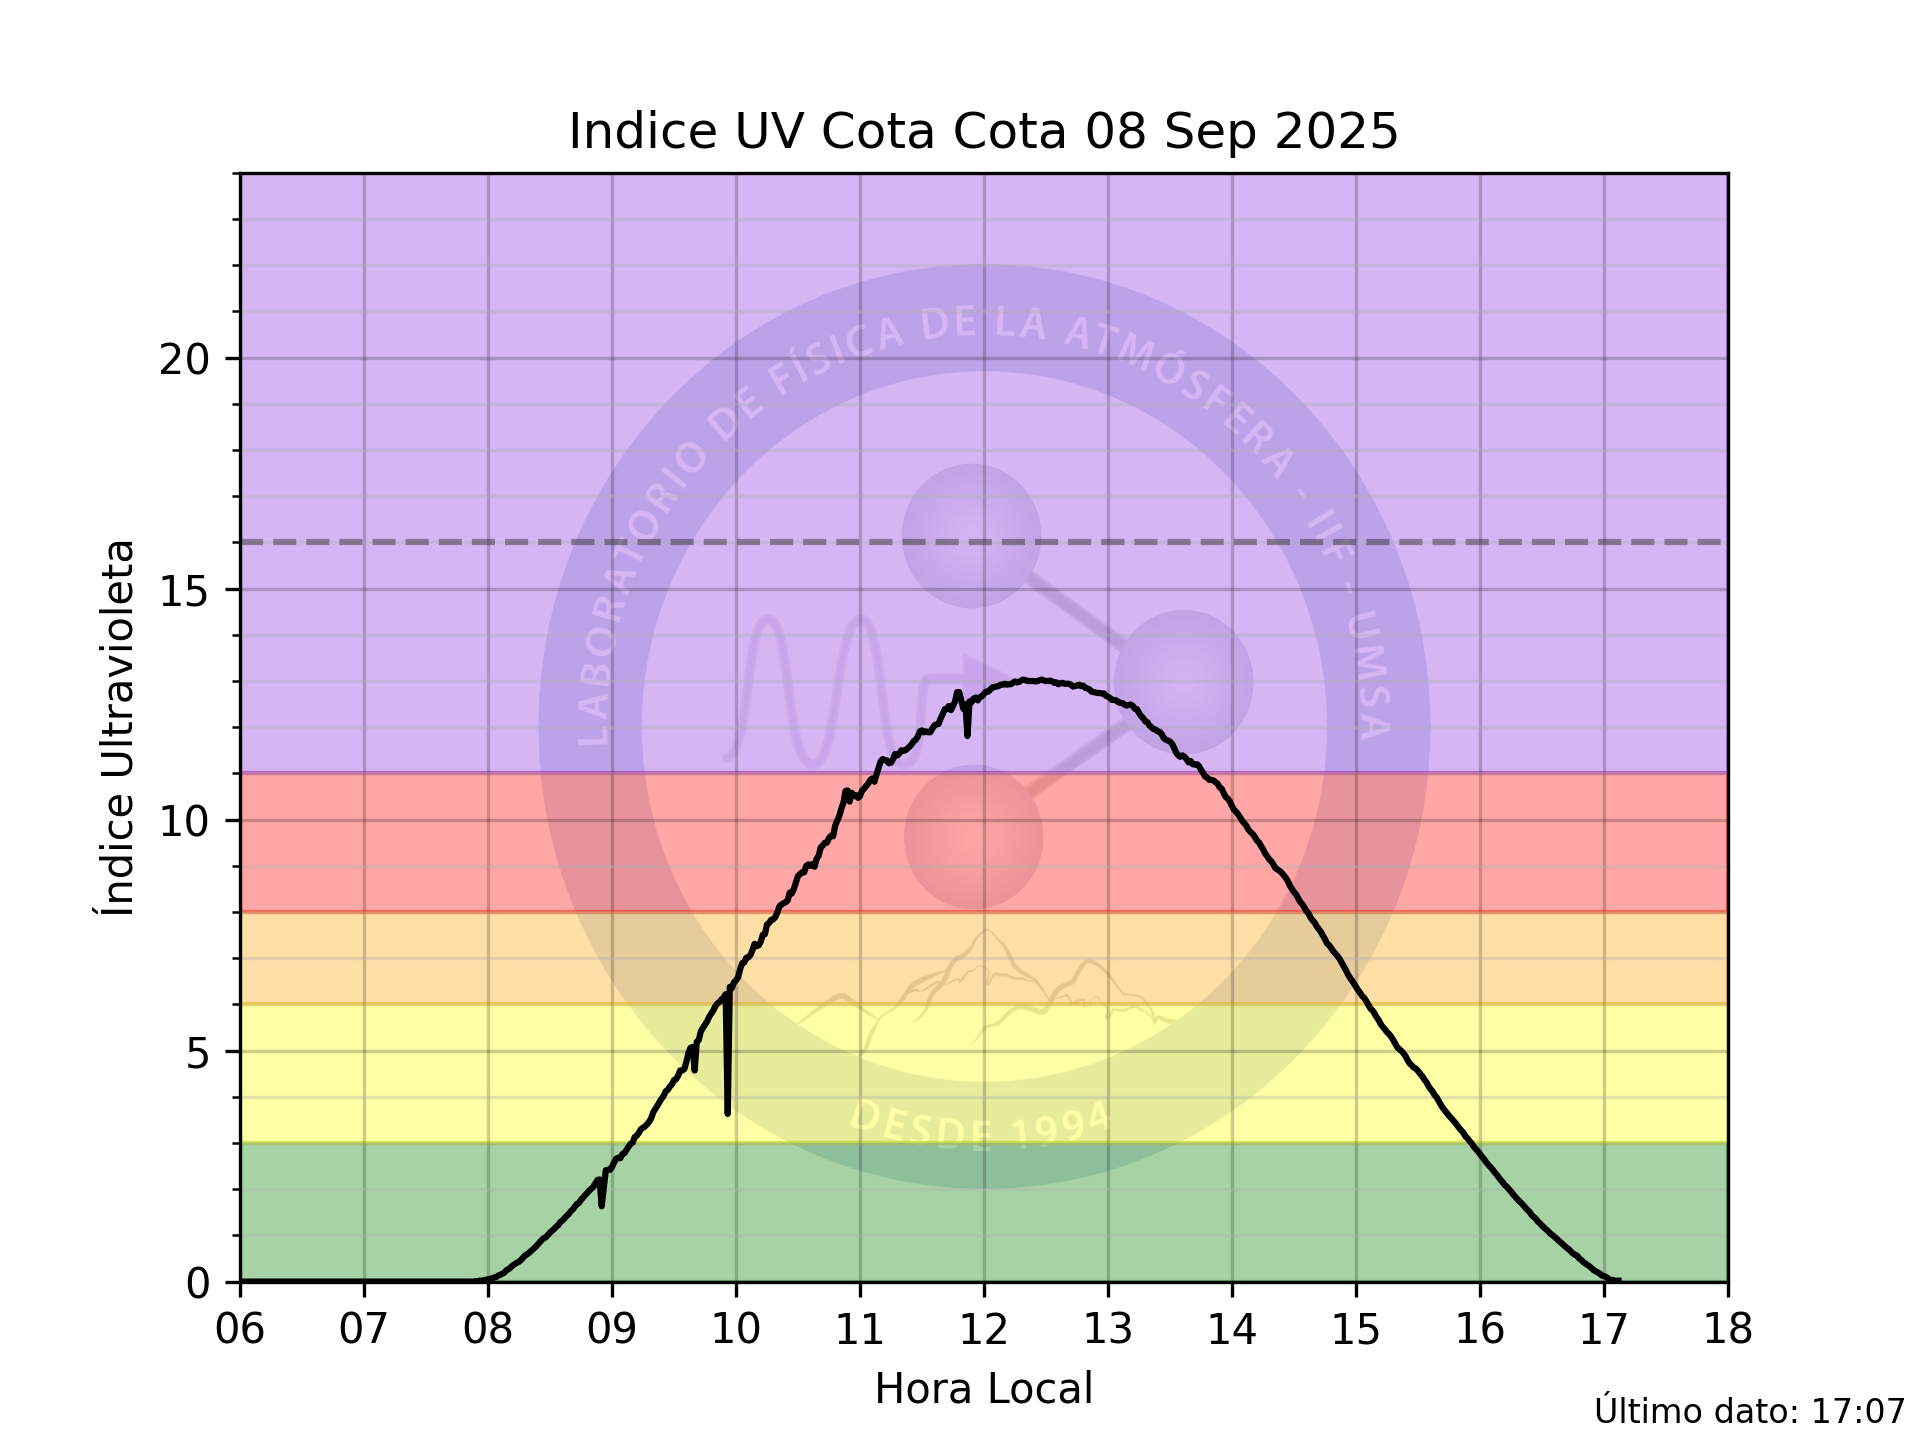 Indice UV Cota Cota 08 Sep 2025
20
15
10
5
0
Índice Ultravioleta
LABORATORIO DE FÍSICA DE LA ATMÓSFERA - IIF - UMSA
DESDE 1994
06 07 08 09 10 11 12 13 14 15 16 17 18
Hora Local
Último dato: 17:07